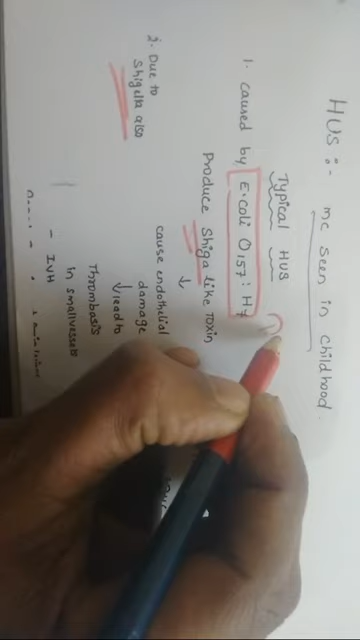 HUS :- mc seen in childhood.
Typical HUS
1. caused by E.coli O157:H7
Produce Shiga like toxin
↓
cause endothelial
damage
↓ lead to
Thrombasis
in small vessels
- IVH
2. Due to
Shigella also